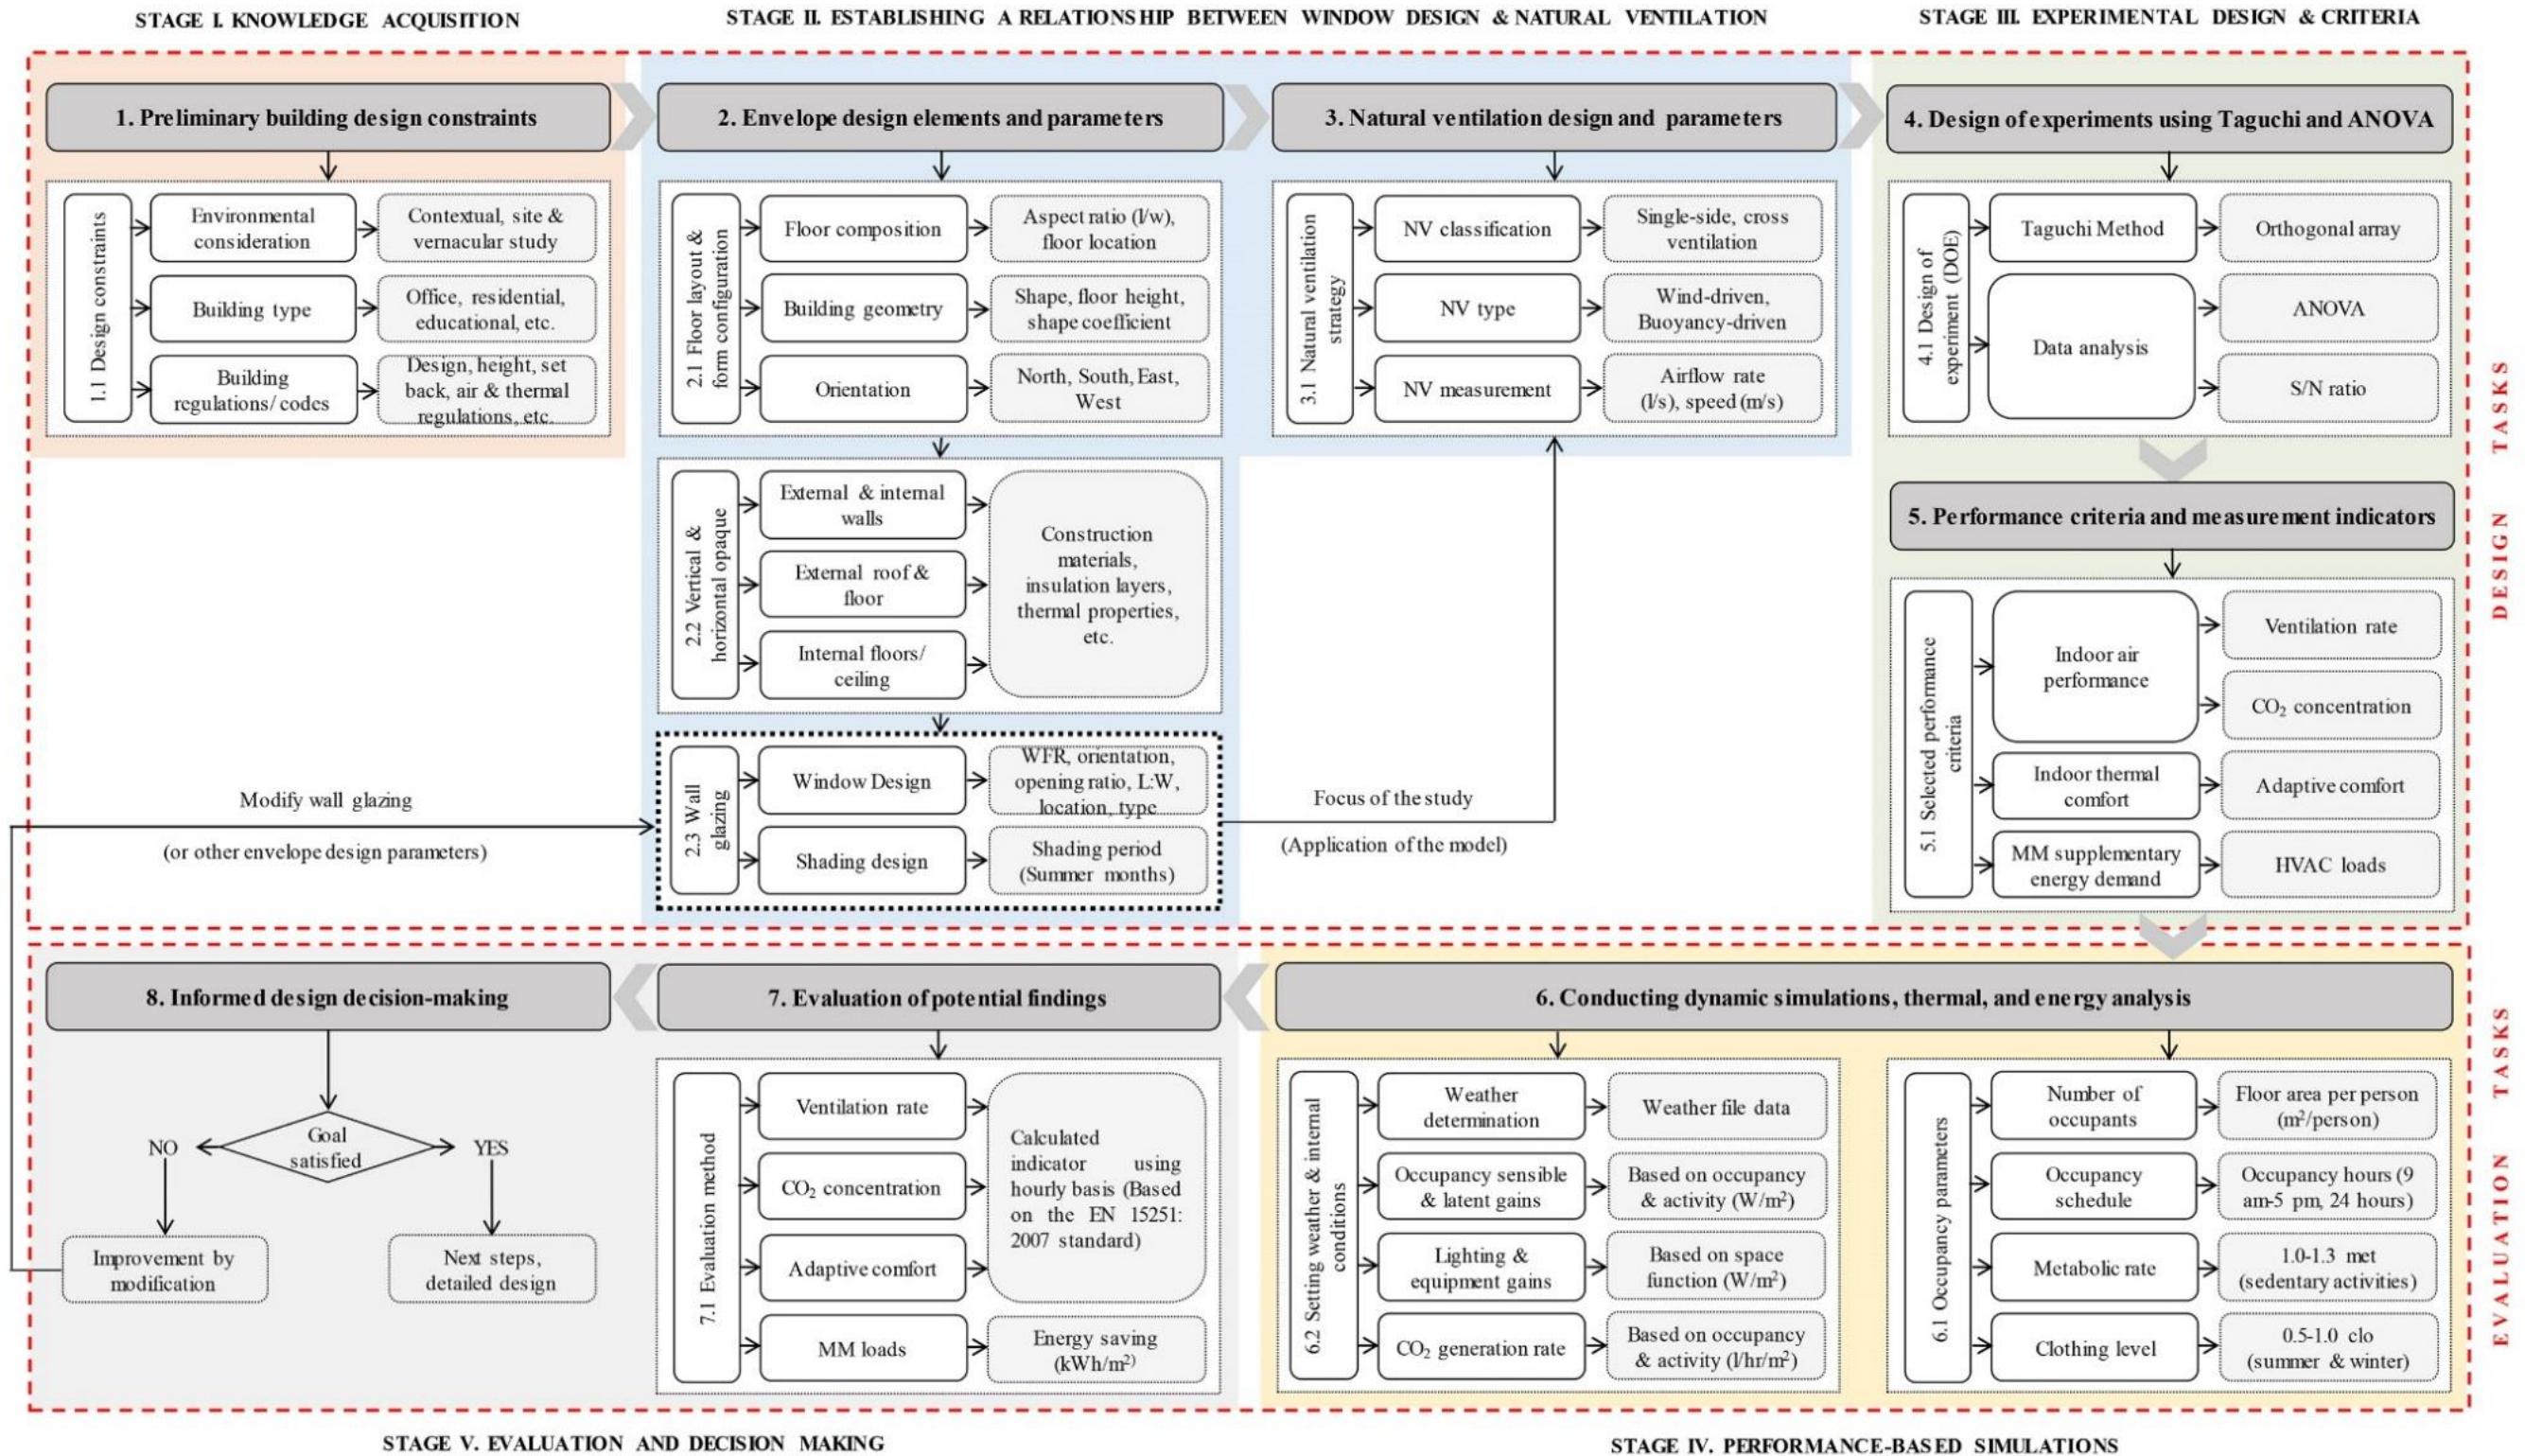 STAGE I. KNOWLEDGE ACQUISITION
STAGE II. ESTABLISHING A RELATIONSHIP BETWEEN WINDOW DESIGN & NATURAL VENTILATION
STAGE III. EXPERIMENTAL DESIGN & CRITERIA
1. Preliminary building design constraints
1.1 Design constraints
Environmental
consideration
Contextual, site &
vernacular study
Building type
Office, residential,
educational, etc.
Building
regulations/ codes
Design, height, set
back, air & thermal
regulations, etc.
2. Envelope design elements and parameters
2.1 Floor layout &
form configuration
Floor composition
Aspect ratio (l/w),
floor location
Building geometry
Shape, floor height,
shape coefficient
Orientation
North, South, East,
West
2.2 Vertical &
horizontal opaque
External & internal
walls
External roof &
floor
Internal floors/
ceiling
Construction
materials,
insulation layers,
thermal properties,
etc.
2.3 Wall
glazing
Window Design
WFR, orientation,
opening ratio, L:W,
location, type
Shading design
Shading period
(Summer months)
Modify wall glazing
(or other envelope design parameters)
Focus of the study
(Application of the model)
3. Natural ventilation design and parameters
3.1 Natural ventilation
strategy
NV classification
Single-side, cross
ventilation
NV type
Wind-driven,
Buoyancy-driven
NV measurement
Airflow rate
(l/s), speed (m/s)
4. Design of experiments using Taguchi and ANOVA
4.1 Design of
experiment (DOE)
Taguchi Method
Orthogonal array
Data analysis
ANOVA
S/N ratio
5. Performance criteria and measurement indicators
5.1 Selected performance
criteria
Indoor air
performance
Ventilation rate
CO₂ concentration
Indoor thermal
comfort
Adaptive comfort
MM supplementary
energy demand
HVAC loads
DESIGN TASKS
8. Informed design decision-making
Goal
satisfied
NO
YES
Improvement by
modification
Next steps,
detailed design
7. Evaluation of potential findings
7.1 Evaluation method
Ventilation rate
CO₂ concentration
Adaptive comfort
Calculated
indicator using
hourly basis (Based
on the EN 15251:
2007 standard)
MM loads
Energy saving
(kWh/m²)
6. Conducting dynamic simulations, thermal, and energy analysis
6.2 Setting weather & internal
conditions
Weather
determination
Weather file data
Occupancy sensible
& latent gains
Based on occupancy
& activity (W/m²)
Lighting &
equipment gains
Based on space
function (W/m²)
CO₂ generation rate
Based on occupancy
& activity (l/hr/m²)
6.1 Occupancy parameters
Number of
occupants
Floor area per person
(m²/person)
Occupancy
schedule
Occupancy hours (9
am-5 pm, 24 hours)
Metabolic rate
1.0-1.3 met
(sedentary activities)
Clothing level
0.5-1.0 clo
(summer & winter)
EVALUATION TASKS
STAGE V. EVALUATION AND DECISION MAKING
STAGE IV. PERFORMANCE-BASED SIMULATIONS